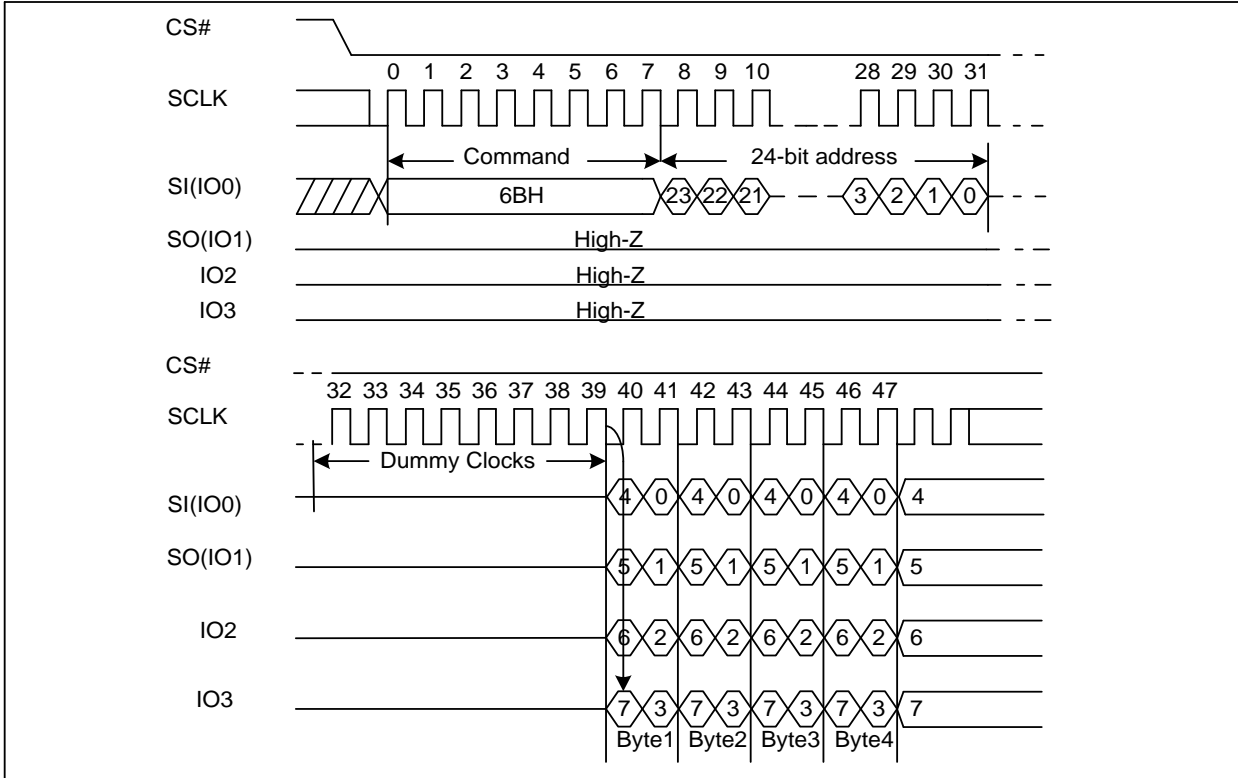 CS#
0 1 2 3 4 5 6 7 8 9 10 28 29 30 31
SCLK
Command 24-bit address
SI(IO0) 6BH 23 22 21 3 2 1 0
SO(IO1) High-Z
IO2 High-Z
IO3 High-Z
CS#
32 33 34 35 36 37 38 39 40 41 42 43 44 45 46 47
SCLK
Dummy Clocks
SI(IO0) 4 0 4 0 4 0 4 0 4
SO(IO1) 5 1 5 1 5 1 5 1 5
IO2 6 2 6 2 6 2 6 2 6
IO3 7 3 7 3 7 3 7 3 7
Byte1 Byte2 Byte3 Byte4